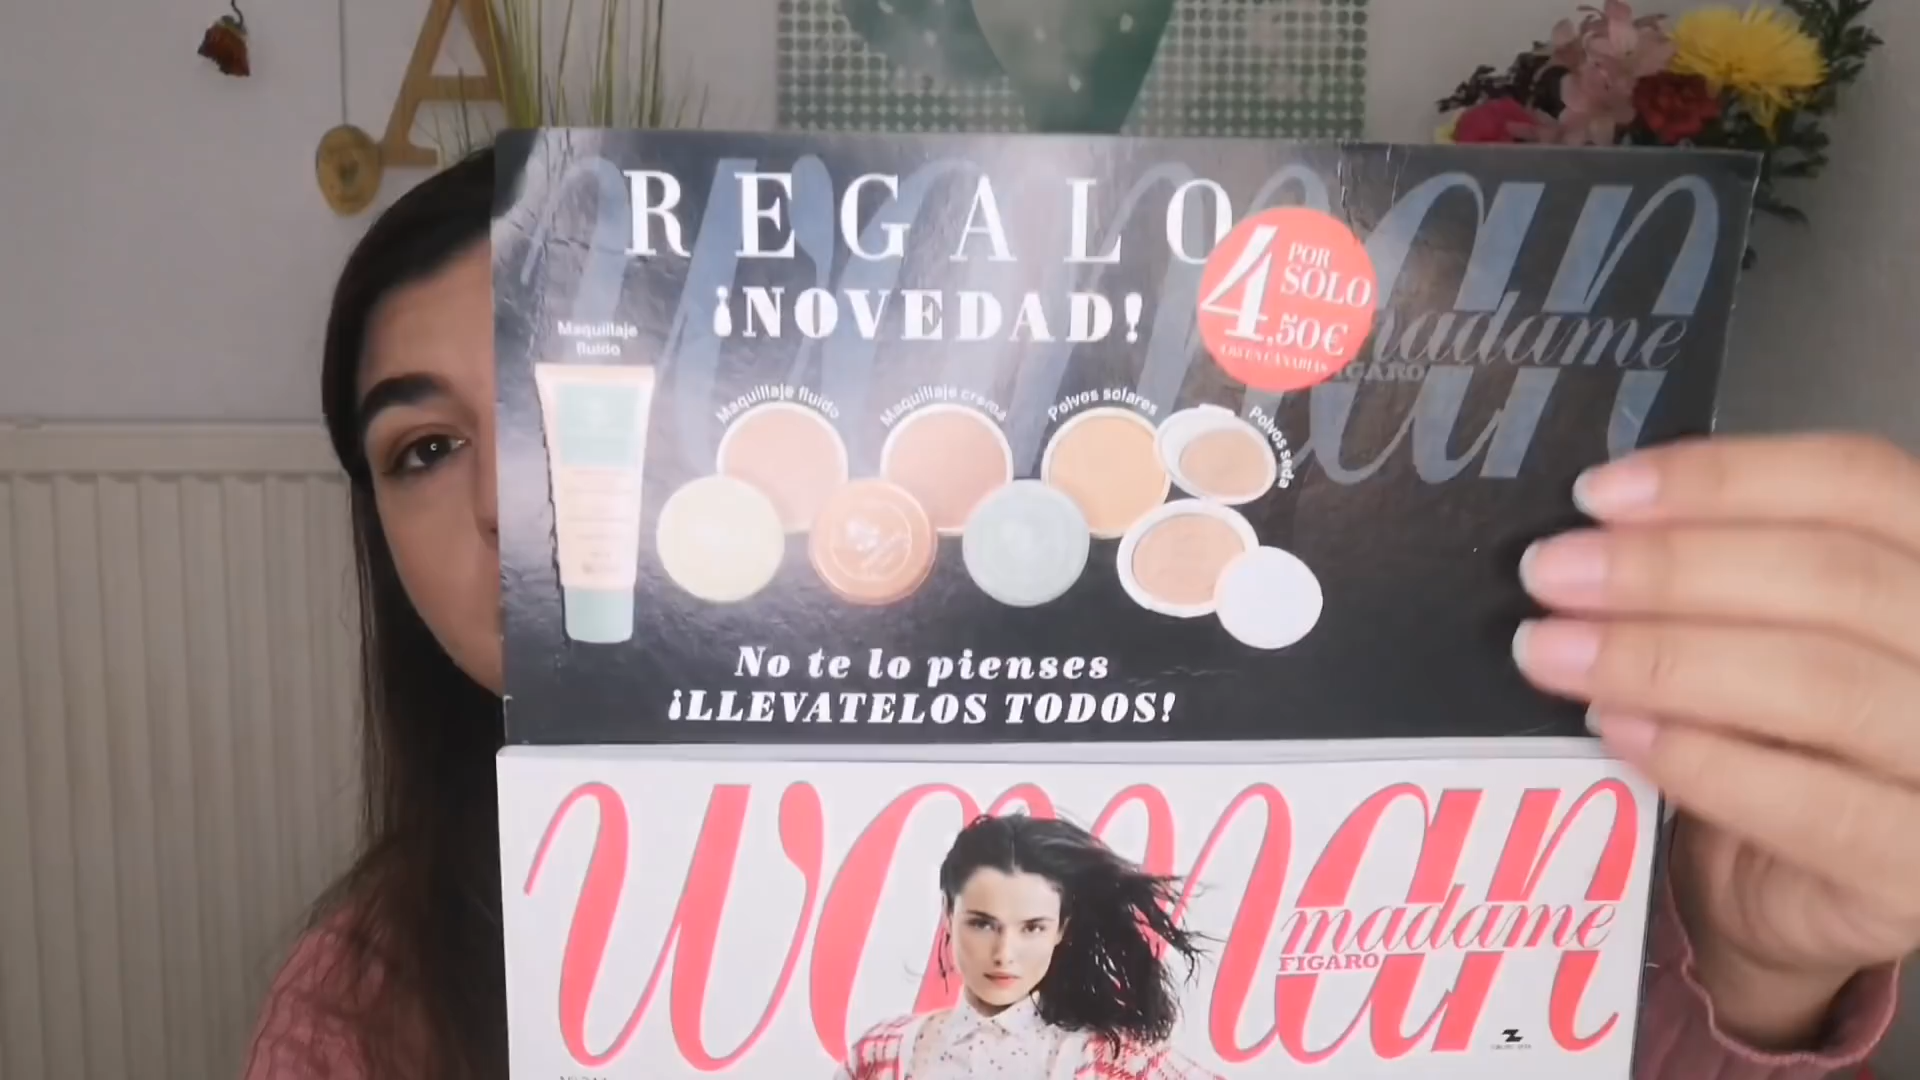 REGALO
¡NOVEDAD!
4,50€
POR
SOLO
woman
madame
FIGARO
Maquillaje
fluido
Maquillaje fluido
Maquillaje crema
Polvos solares
Polvos seda
No te lo pienses
¡LLEVATELOS TODOS!
woman
madame
FIGARO
A